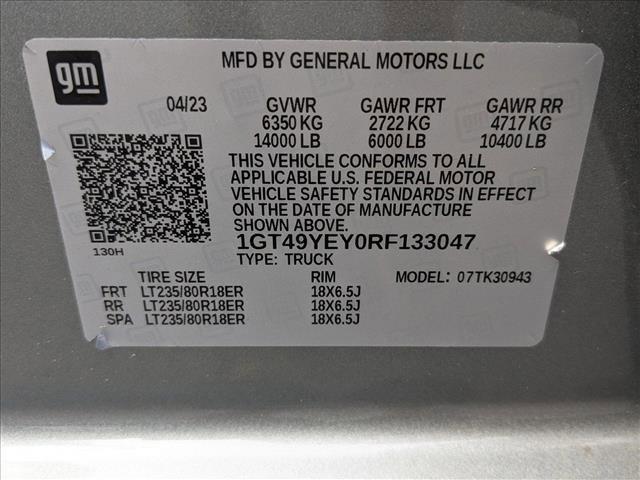 gm
MFD BY GENERAL MOTORS LLC
04/23 GVWR GAWR FRT GAWR RR
6350 KG 2722 KG 4717 KG
14000 LB 6000 LB 10400 LB
THIS VEHICLE CONFORMS TO ALL
APPLICABLE U.S. FEDERAL MOTOR
VEHICLE SAFETY STANDARDS IN EFFECT
ON THE DATE OF MANUFACTURE
SHOWN ABOVE.
130H
1GT49YEY0RF133047
TYPE: TRUCK
TIRE SIZE RIM MODEL: 07TK30943
FRT LT235/80R18ER 18X6.5J
RR LT235/80R18ER 18X6.5J
SPA LT235/80R18ER 18X6.5J